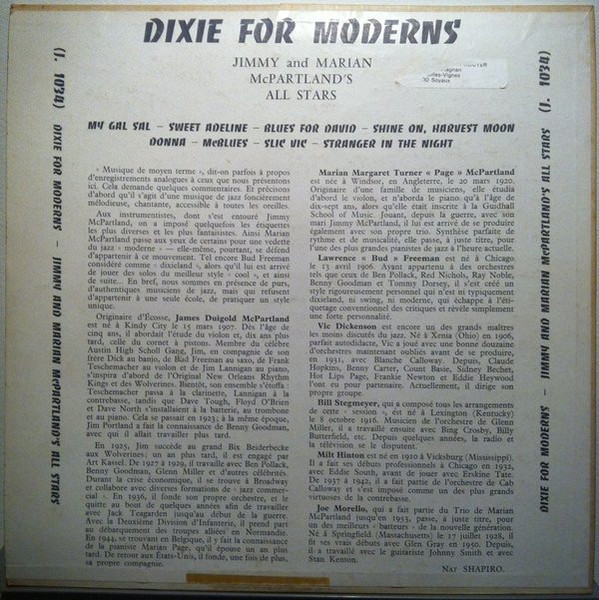 DIXIE FOR MODERNS
JIMMY and MARIAN
McPARTLAND'S
ALL STARS
MY GAL SAL – SWEET ADELINE – BLUES FOR DAVID – SHINE ON, HARVEST MOON
DONNA – McBLUES – SLIC VIC – STRANGER IN THE NIGHT
(J. 1034) DIXIE FOR MODERNS – JIMMY AND MARIAN McPARTLAND'S ALL STARS
« Musique de moyen terme », dit-on parfois à propos
d'enregistrements analogues à ceux que nous présentons
ici. Cela demande quelques commentaires. Et précisons
d'abord qu'il s'agit d'une musique de jazz foncièrement
mélodieuse, chantante, accessible à toutes les oreilles.
Aux instrumentistes, dont s'est entouré Jimmy
McPartland, on a imposé quelquefois les étiquettes
les plus diverses et les plus fantaisistes. Ainsi Marian
McPartland passe aux yeux de certains pour une vedette
du jazz « moderne » — elle-même, pourtant, se défend
d'appartenir à ce mouvement. Tel encore Bud Freeman
considéré comme « dixieland », alors qu'il lui est arrivé
de jouer des solos du meilleur style « cool », et ainsi
de suite... En bref, nous sommes en présence de purs,
d'authentiques musiciens de jazz, mais qui refusent
d'appartenir à une seule école, de pratiquer un style
unique.
Originaire d'Écosse, James Duigold McPartland
est né à Kindy City le 15 mars 1907. Dès l'âge de
cinq ans, il abordait l'étude du violon et, dix ans plus
tard, celle du cornet à pistons. Membre du célèbre
Austin High Scholl Gang, Jim, en compagnie de son
frère Dick au banjo, de Bud Freeman au saxo, de Frank
Teschemacher au violon et de Jim Lannigan au piano,
s'inspira d'abord de l'Original New Orleans Rhythm
Kings et des Wolverines. Bientôt, son ensemble s'étoffa :
Teschemacher passa à la clarinette, Lannigan à la
contrebasse, tandis que Dave Tough, Floyd O'Brien
et Dave North s'installaient à la batterie, au trombone
et au piano. Cela se passait en 1923; à la même époque,
Jim Portland a fait la connaissance de Benny Goodman,
avec qui il allait travailler plus tard.
En 1925, Jim succède au grand Bix Beiderbecke
aux Wolverines; un an plus tard, il est engagé par
Art Kassel. De 1927 à 1929, il travaille avec Ben Pollack,
Benny Goodman, Glenn Miller et d'autres célébrités.
Durant la crise économique, il se trouve à Broadway
et collabore avec diverses formations de « jazz commer-
cial ». En 1936, il fonde son propre orchestre, et le
quitte au bout de quelques années afin de travailler
avec Jack Teagarden jusqu'au début de la guerre.
Avec la Deuxième Division d'Infanterie, il prend part
au débarquement des troupes alliées en Normandie.
En 1944, se trouvant en Belgique, il y fait la connaissance
de la pianiste Marian Page, qu'il épouse un an plus
tard. De retour aux États-Unis, il fonde, une fois de plus,
sa propre compagnie.
Marian Margaret Turner « Page » McPartland
est née à Windsor, en Angleterre, le 20 mars 1920.
Originaire d'une famille de musiciens, elle étudia
d'abord le violon, et n'aborda le piano qu'à l'âge de
dix-sept ans, alors qu'elle était inscrite à la Guidhall
School of Music. Jouant, depuis la guerre, avec son
mari Jimmy McPartland, il lui est arrivé de se produire
également avec son propre trio. Synthèse parfaite de
rythme et de musicalité, elle passe, à juste titre, pour
l'une des plus grandes pianistes de jazz à l'heure actuelle.
Lawrence « Bud » Freeman est né à Chicago
le 13 avril 1906. Ayant appartenu à des orchestres
tels que ceux de Ben Pollack, Red Nichols, Ray Noble,
Benny Goodman et Tommy Dorsey, il s'est créé un
style rigoureusement personnel qui n'est ni typiquement
dixieland, ni swing, ni moderne, qui échappe à l'éti-
quetage conventionnel des critiques et révèle simplement
une forte personnalité.
Vic Dickenson est encore un des grands maîtres
les moins discutés du jazz. Né à Xenia (Ohio) en 1906,
parfait autodidacte, Vic a joué avec une bonne douzaine
d'orchestres maintenant oubliés avant de se produire,
en 1931, avec Blanche Calloway. Depuis, Claude
Hopkins, Benny Carter, Count Basie, Sidney Bechet,
Hot Lips Page, Frankie Newton et Eddie Heywood
l'ont eu pour partenaire. Actuellement, il dirige son
propre groupe.
Bill Stegmeyer, qui a composé tous les arrangements
de cette « session », est né à Lexington (Kentucky)
le 8 octobre 1916. Musicien de l'orchestre de Glenn
Miller, il a travaillé ensuite avec Bing Crosby, Billy
Butterfield, etc. Depuis quelques années, la radio et
la télévision se le disputent.
Milt Hinton est né en 1910 à Vicksburg (Mississippi).
Il a fait ses débuts professionnels à Chicago en 1932,
avec Eddie South, avant de jouer avec Erskine Tate.
De 1937 à 1942, il a fait partie de l'orchestre de Cab
Calloway et s'est imposé comme un des plus grands
virtuoses de la contrebasse.
Joe Morello, qui a fait partie du Trio de Marian
McPartland jusqu'en 1953, passe, à juste titre, pour
un des meilleurs « batteurs » de la nouvelle génération.
Né à Springfield (Massachusetts) le 17 juillet 1928, il
fit ses vrais débuts avec Glen Gray en 1950. Depuis,
il a travaillé avec le guitariste Johnny Smith et avec
Stan Kenton.
NAT SHAPIRO.
DIXIE FOR MODERNS – JIMMY AND MARIAN McPARTLAND'S ALL STARS (J. 1034)